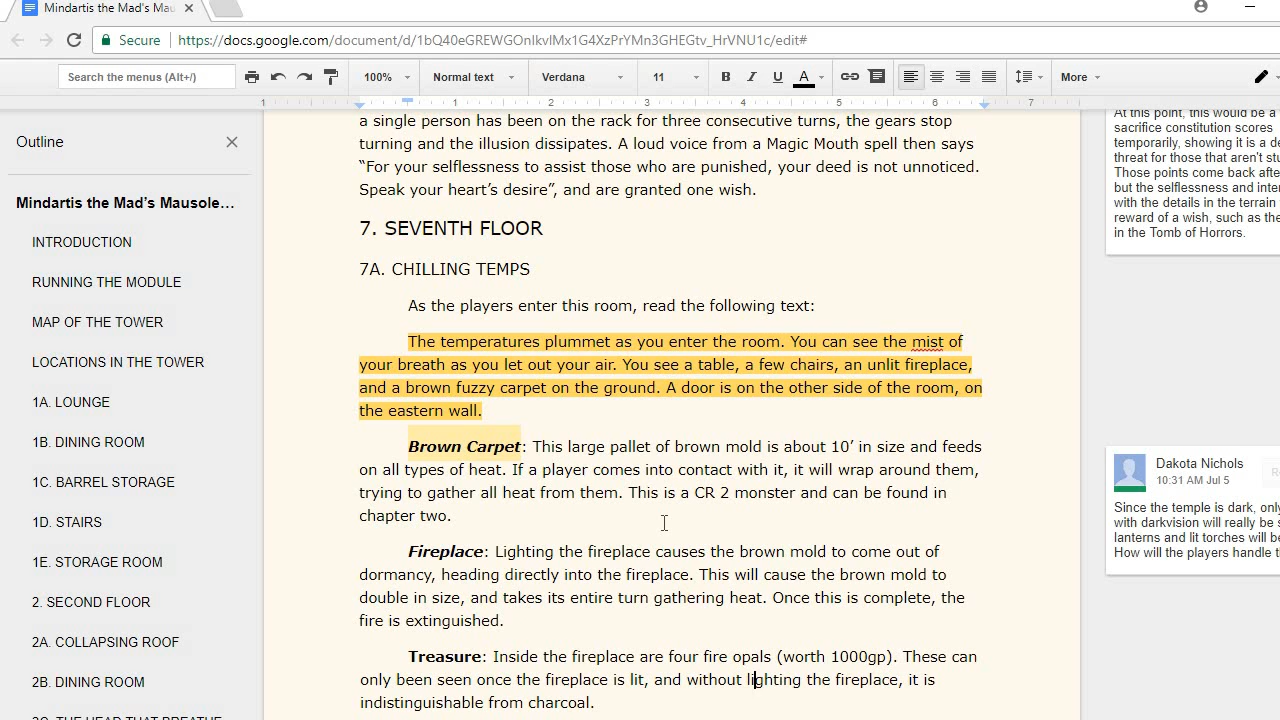 Mindartis the Mad's Mau
Secure
https://docs.google.com/document/d/1bQ40eGREWGOnIkvIMx1G4XzPrYMn3GHEGtv_HrVNU1c/edit#
Search the menus (Alt+/)
100%
Normal text
Verdana
11
B
I
U
A
More
1
1
2
3
4
5
6
7
Outline
Mindartis the Mad's Mausole...
INTRODUCTION
RUNNING THE MODULE
MAP OF THE TOWER
LOCATIONS IN THE TOWER
1A. LOUNGE
1B. DINING ROOM
1C. BARREL STORAGE
1D. STAIRS
1E. STORAGE ROOM
2. SECOND FLOOR
2A. COLLAPSING ROOF
2B. DINING ROOM
2C. THE HEAD THAT BREATHE
a single person has been on the rack for three consecutive turns, the gears stop
turning and the illusion dissipates. A loud voice from a Magic Mouth spell then says
“For your selflessness to assist those who are punished, your deed is not unnoticed.
Speak your heart’s desire”, and are granted one wish.
7. SEVENTH FLOOR
7A. CHILLING TEMPS
As the players enter this room, read the following text:
The temperatures plummet as you enter the room. You can see the mist of
your breath as you let out your air. You see a table, a few chairs, an unlit fireplace,
and a brown fuzzy carpet on the ground. A door is on the other side of the room, on
the eastern wall.
Brown Carpet: This large pallet of brown mold is about 10’ in size and feeds
on all types of heat. If a player comes into contact with it, it will wrap around them,
trying to gather all heat from them. This is a CR 2 monster and can be found in
chapter two.
Fireplace: Lighting the fireplace causes the brown mold to come out of
dormancy, heading directly into the fireplace. This will cause the brown mold to
double in size, and takes its entire turn gathering heat. Once this is complete, the
fire is extinguished.
Treasure: Inside the fireplace are four fire opals (worth 1000gp). These can
only been seen once the fireplace is lit, and without lighting the fireplace, it is
indistinguishable from charcoal.
At this point, this would be a
sacrifice constitution scores
temporarily, showing it is a de
threat for those that aren't stu
Those points come back after
but the selflessness and inter
with the details in the terrain
reward of a wish, such as the
in the Tomb of Horrors.
Dakota Nichols
10:31 AM Jul 5
Since the temple is dark, only
with darkvision will really be s
lanterns and lit torches will be
How will the players handle t